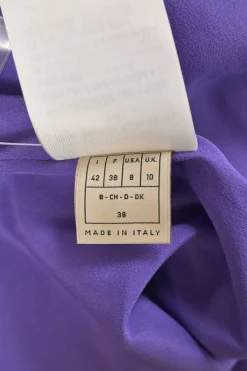 I F U.S.A. U.K.
42 38 8 10
B - CH - D - DK
38
MADE IN ITALY